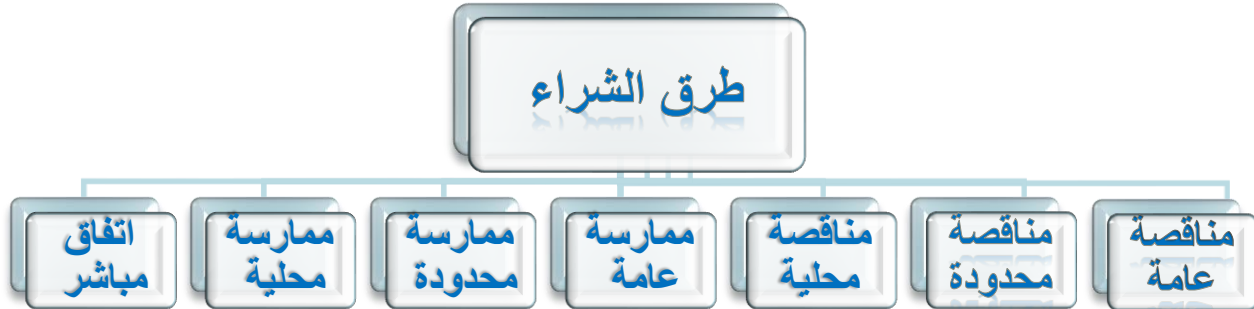 طرق الشراء
مناقصة
عامة
مناقصة
محدودة
مناقصة
محلية
ممارسة
عامة
ممارسة
محدودة
ممارسة
محلية
اتفاق
مباشر